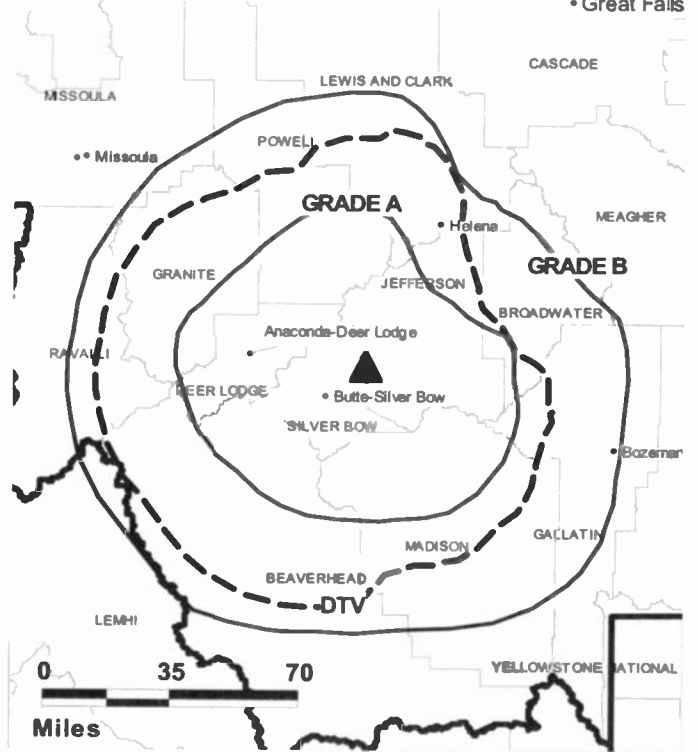 Great Falls
CASCADE
LEWIS AND CLARK
MISSOULA
POWELL
Missoula
GRADE A
MEAGHER
Helena
GRADE B
GRANITE
JEFFERSON
BROADWATER
Anaconda-Deer Lodge
RAVALLI
DEER LODGE
Butte-Silver Bow
SILVER BOW
Bozeman
GALLATIN
MADISON
BEAVERHEAD
DTV
LEMHI
YELLOWSTONE NATIONAL
0 35 70
Miles